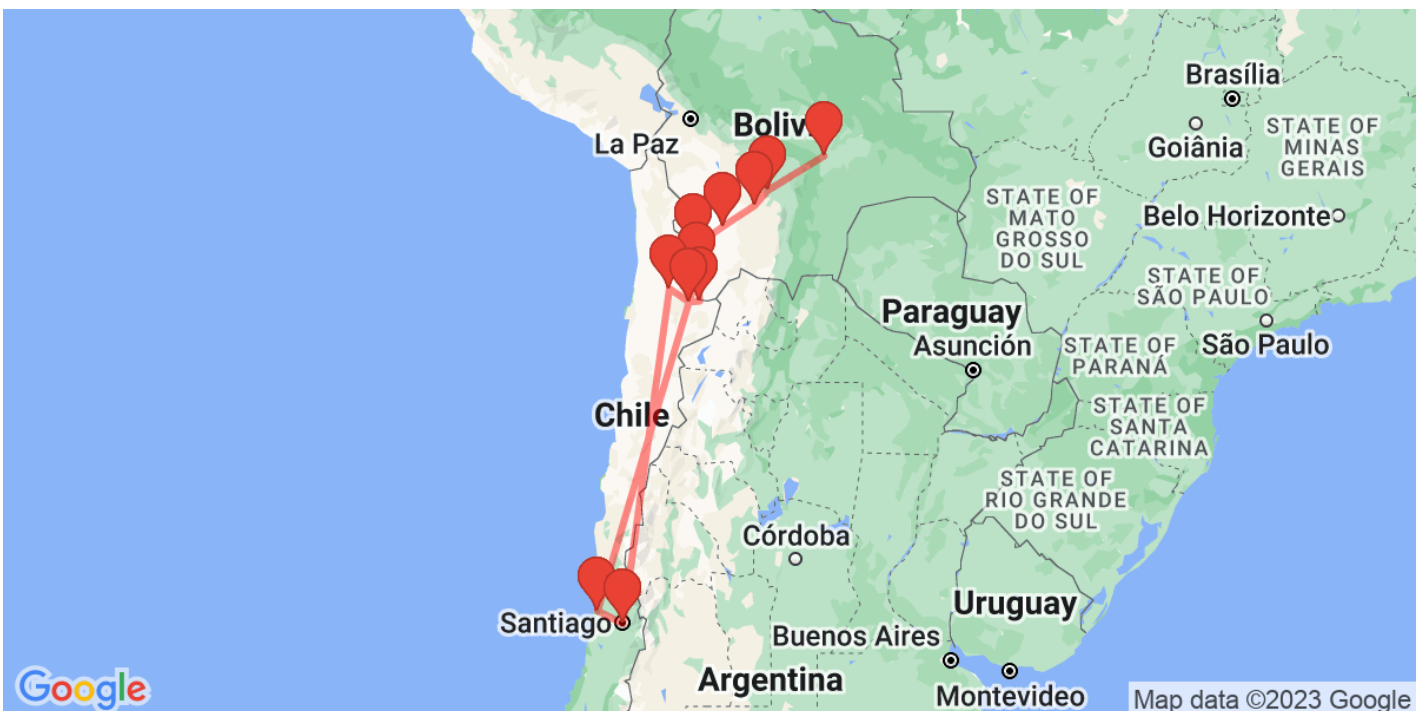 Brasília
La Paz
Boliv
Goiânia
STATE OF
MINAS
GERAIS
STATE OF
MATO
GROSSO
DO SUL
Belo Horizonte
STATE OF
SÃO PAULO
Paraguay
Asunción
STATE OF
PARANÁ
São Paulo
Chile
STATE OF
SANTA
CATARINA
STATE OF
RIO GRANDE
DO SUL
Córdoba
Uruguay
Santiago
Buenos Aires
Argentina
Montevideo
Google
Map data ©2023 Google